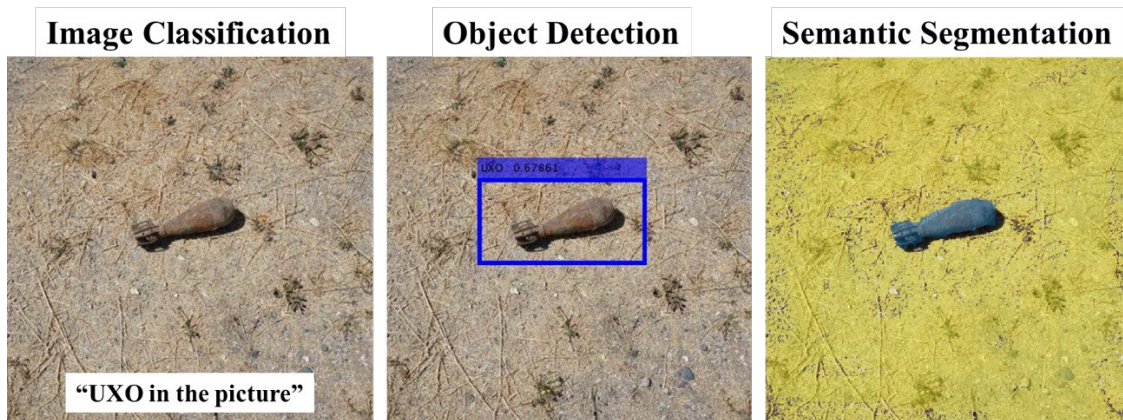 Image Classification
Object Detection
Semantic Segmentation
UXO 0.67861
“UXO in the picture”